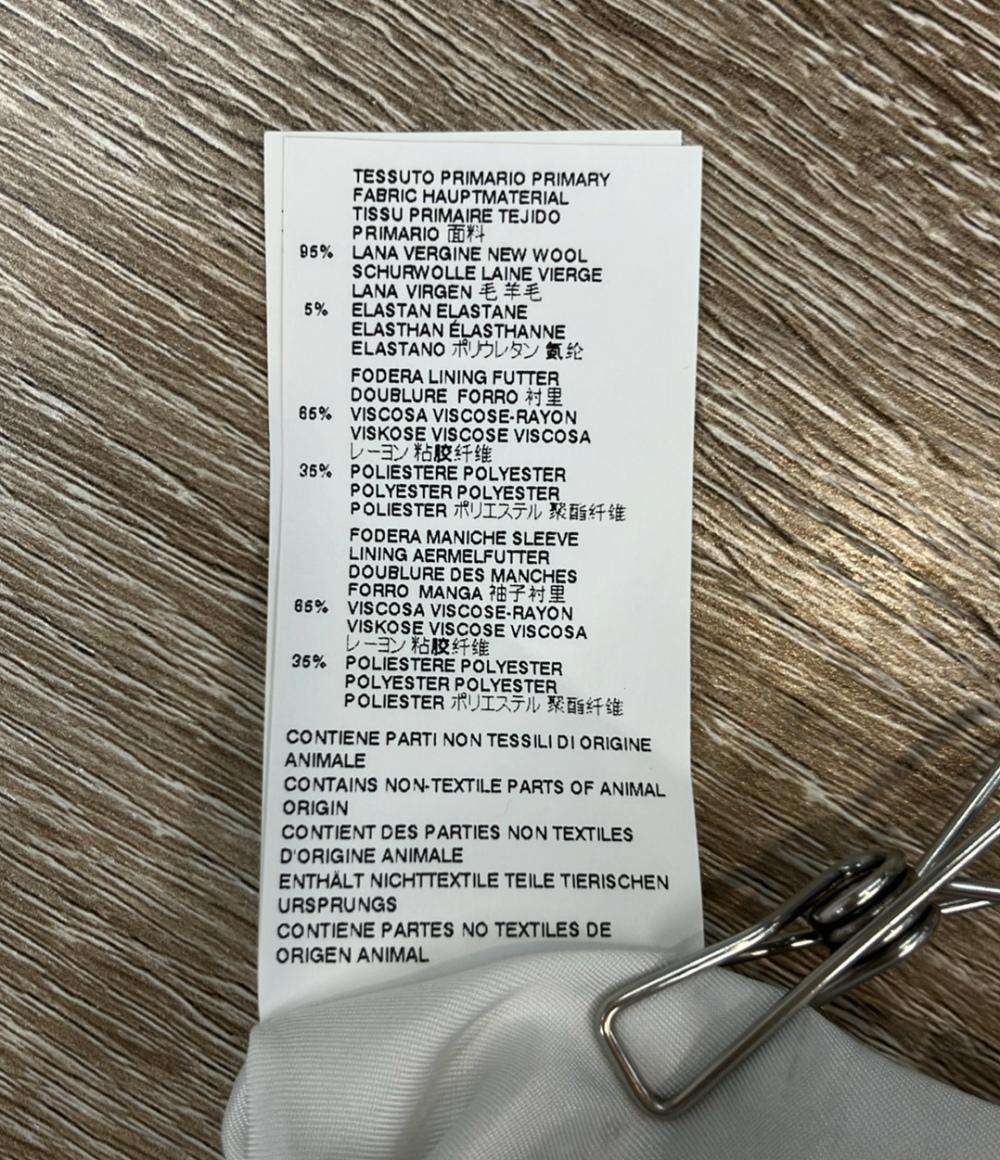 TESSUTO PRIMARIO PRIMARY
FABRIC HAUPTMATERIAL
TISSU PRIMAIRE TEJIDO
PRIMARIO 面料
95% LANA VERGINE NEW WOOL
SCHURWOLLE LAINE VIERGE
LANA VIRGEN 毛 羊毛
5% ELASTAN ELASTANE
ELASTHAN ÉLASTHANNE
ELASTANO ポリウレタン 氨纶
FODERA LINING FUTTER
DOUBLURE FORRO 衬里
65% VISCOSA VISCOSE-RAYON
VISKOSE VISCOSE VISCOSA
レーヨン 粘胶纤维
35% POLIESTERE POLYESTER
POLYESTER POLYESTER
POLIESTER ポリエステル 聚酯纤维
FODERA MANICHE SLEEVE
LINING AERMELFUTTER
DOUBLURE DES MANCHES
FORRO MANGA 袖子衬里
65% VISCOSA VISCOSE-RAYON
VISKOSE VISCOSE VISCOSA
レーヨン 粘胶纤维
35% POLIESTERE POLYESTER
POLYESTER POLYESTER
POLIESTER ポリエステル 聚酯纤维
CONTIENE PARTI NON TESSILI DI ORIGINE
ANIMALE
CONTAINS NON-TEXTILE PARTS OF ANIMAL
ORIGIN
CONTIENT DES PARTIES NON TEXTILES
D'ORIGINE ANIMALE
ENTHÄLT NICHTTEXTILE TEILE TIERISCHEN
URSPRUNGS
CONTIENE PARTES NO TEXTILES DE
ORIGEN ANIMAL